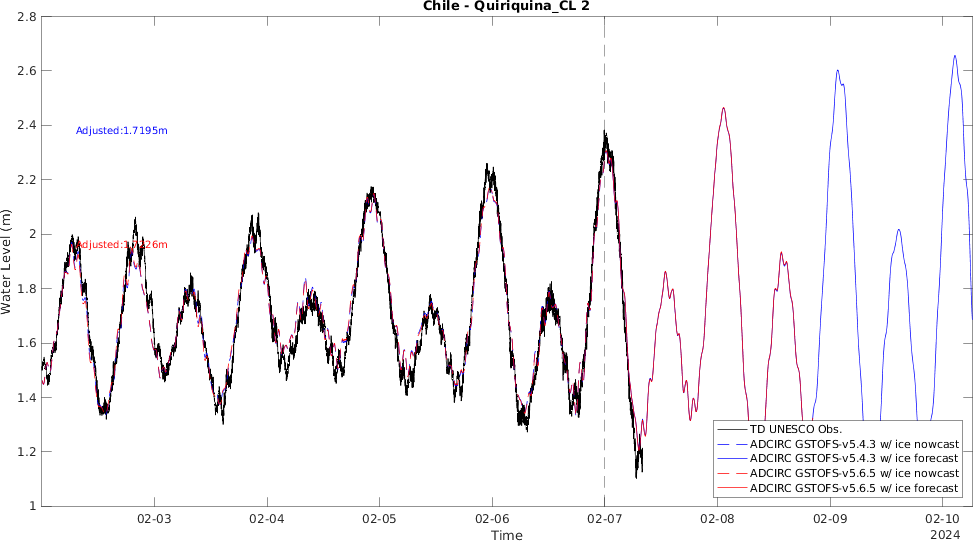 Chile - Quiriquina_CL 2
2.8
2.6
2.4
2.2
2
1.8
1.6
1.4
1.2
1
Water Level (m)
Adjusted:1.7195m
02-03
02-04
02-05
02-06
02-07
02-08
02-09
02-10
Time
2024
TD UNESCO Obs.
ADCIRC GSTOFS-v5.4.3 w/ ice nowcast
ADCIRC GSTOFS-v5.4.3 w/ ice forecast
ADCIRC GSTOFS-v5.6.5 w/ ice nowcast
ADCIRC GSTOFS-v5.6.5 w/ ice forecast